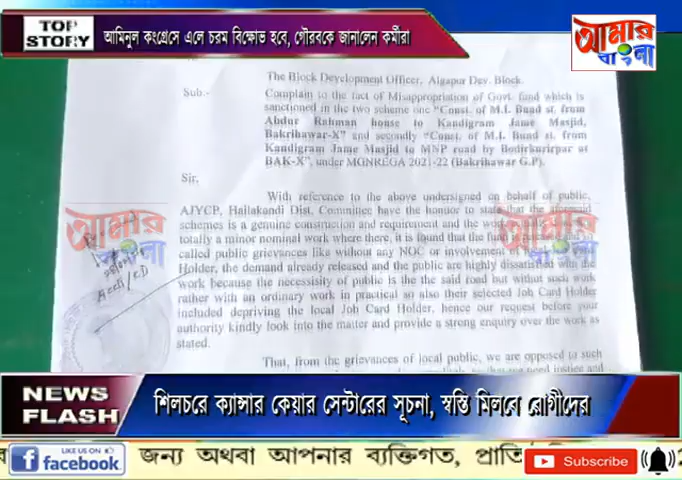 TOP STORY
আমিনুল কংগ্রেসে এলে চরম বিক্ষোভ হবে, গৌরবকে জানালেন কর্মীরা
আমার বাংলা
The Block Development Officer, Algapur Dev. Block.
Sub:- Complain to the fact of Misappropriation of Govt. fund which is
sanctioned in the two scheme one "Const. of M.I. Bund st. from
Abdur Rahman house to Kandigram Jame Masjid,
Bakrihawar-X" and secondly "Const. of M.I. Bund st. from
Kandigram Jame Masjid to MNP road by Bodirkurirpar at
BAK-X", under MGNREGA 2021-22 (Bakrihawar G.P).
Sir,
With reference to the above undersigned on behalf of public,
AJYCP, Hailakandi Dist. Committee have the honor to state that the aforesaid
schemes is a genuine construction and requirement and the work
totally a minor nominal work where there, it is found that the fund is
called public grievances like without any NOC or involvement of
Holder, the demand already released and the public are highly dissatisfied with the
work because the necessisity of public is the said road but without such work
rather with an ordinary work in practical so also their selected Job Card Holder
included depriving the local Job Card Holder, hence our request before your
authority kindly look into the matter and provide a strong enquiry over the work as
stated.
That, from the grievances of local public, we are opposed to such
আমার বাংলা
আমার বাংলা
NEWS FLASH
শিলচরে ক্যান্সার কেয়ার সেন্টারের সূচনা, স্বস্তি মিলবে রোগীদের
LIKE US ON
facebook
জন্য অথবা আপনার ব্যক্তিগত, প্রাতি
Subscribe